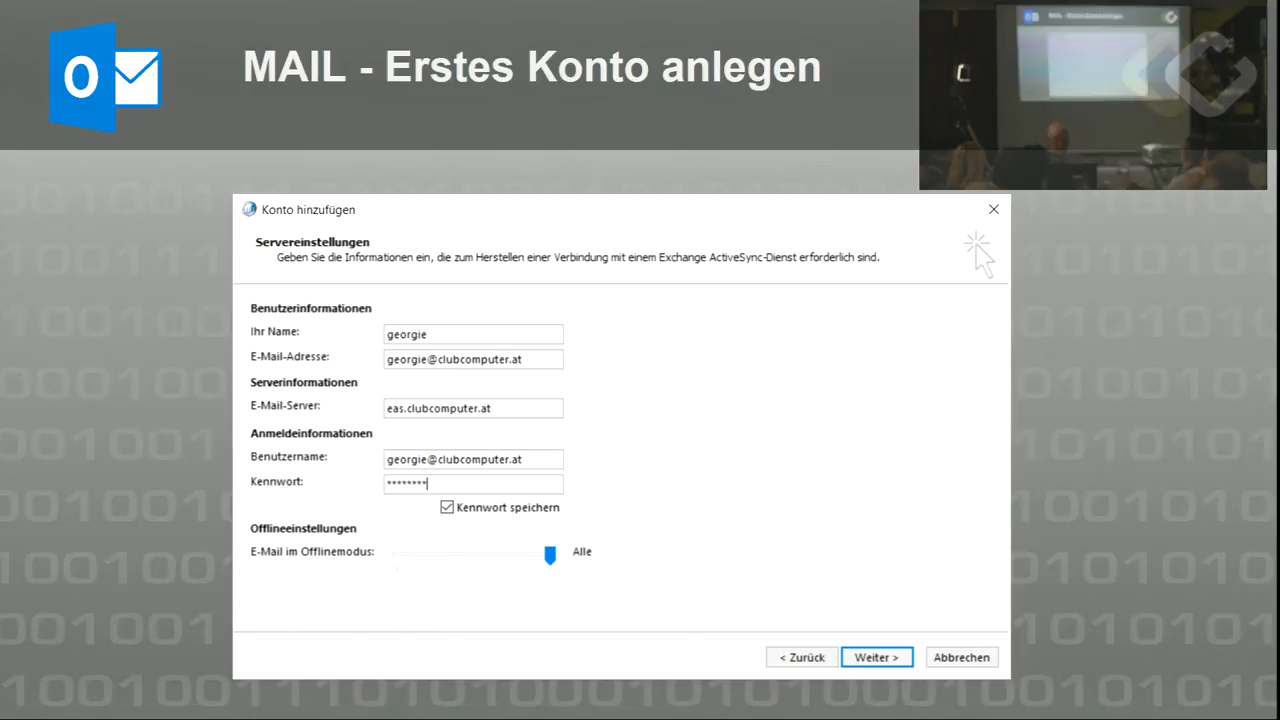 MAIL - Erstes Konto anlegen
Konto hinzufügen
Servereinstellungen
Geben Sie die Informationen ein, die zum Herstellen einer Verbindung mit einem Exchange ActiveSync-Dienst erforderlich sind.
Benutzerinformationen
Ihr Name: georgie
E-Mail-Adresse: georgie@clubcomputer.at
Serverinformationen
E-Mail-Server: eas.clubcomputer.at
Anmeldeinformationen
Benutzername: georgie@clubcomputer.at
Kennwort: ********
Kennwort speichern
Offlineeinstellungen
E-Mail im Offlinemodus: Alle
< Zurück Weiter > Abbrechen